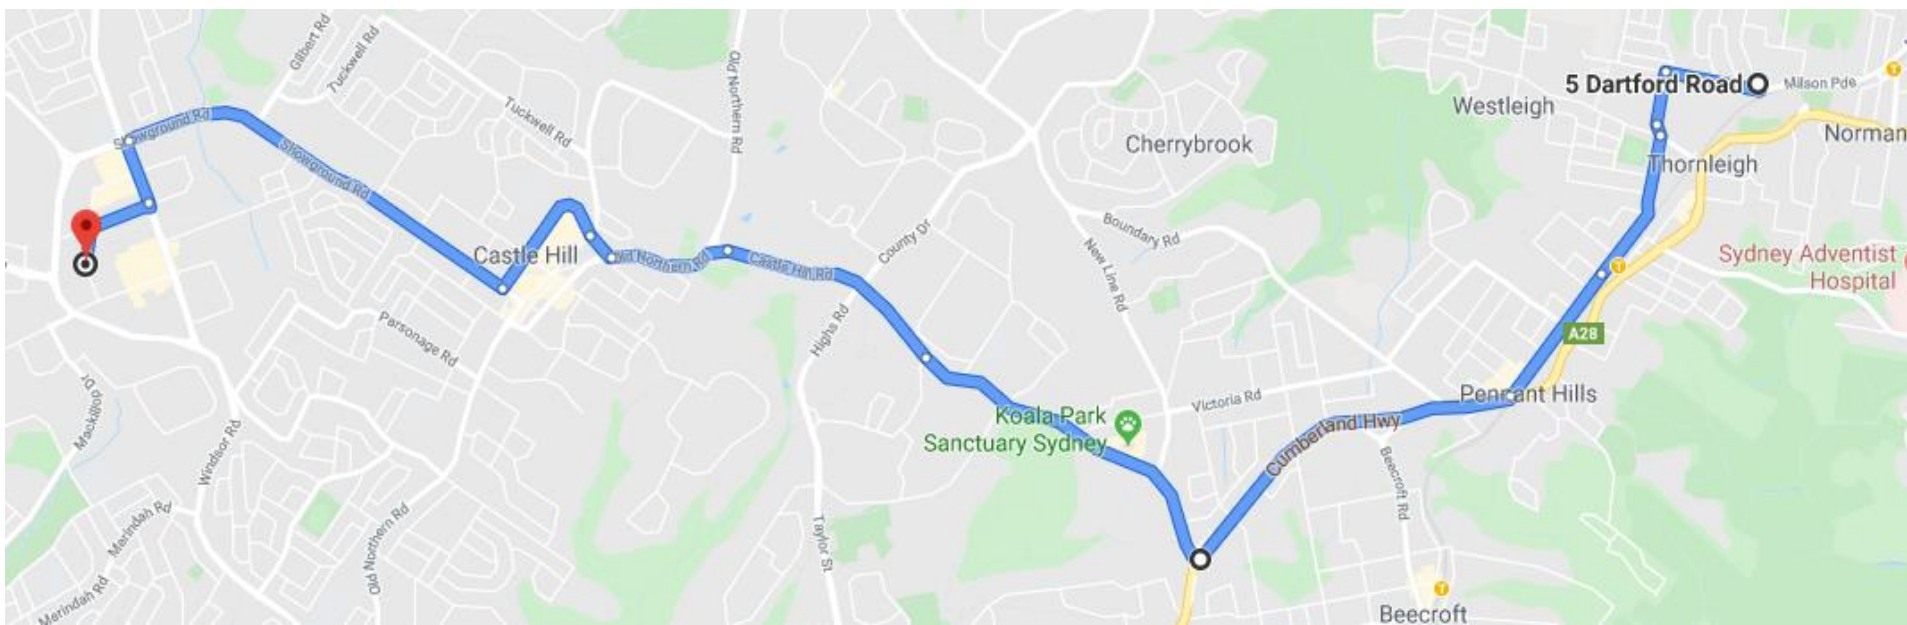 Gilbert Rd
Tuckwell Rd
Showground Rd
Tuckwell Rd
Old Northern Rd
Showground Rd
Castle Hill
Old Northern Rd
Castle Hill Rd
County Dr
Highs Rd
Parsonage Rd
Mackillop Dr
Windsor Rd
Merindah Rd
Merindah Rd
Old Northern Rd
Taylor St
Cherrybrook
Boundary Rd
New Line Rd
Victoria Rd
Koala Park
Sanctuary Sydney
Cumberland Hwy
Beecroft Rd
Beecroft
T
Pennant Hills
A28
T
Westleigh
5 Dartford Road
Milson Pde
T
Norman
Thornleigh
Sydney Adventist
Hospital